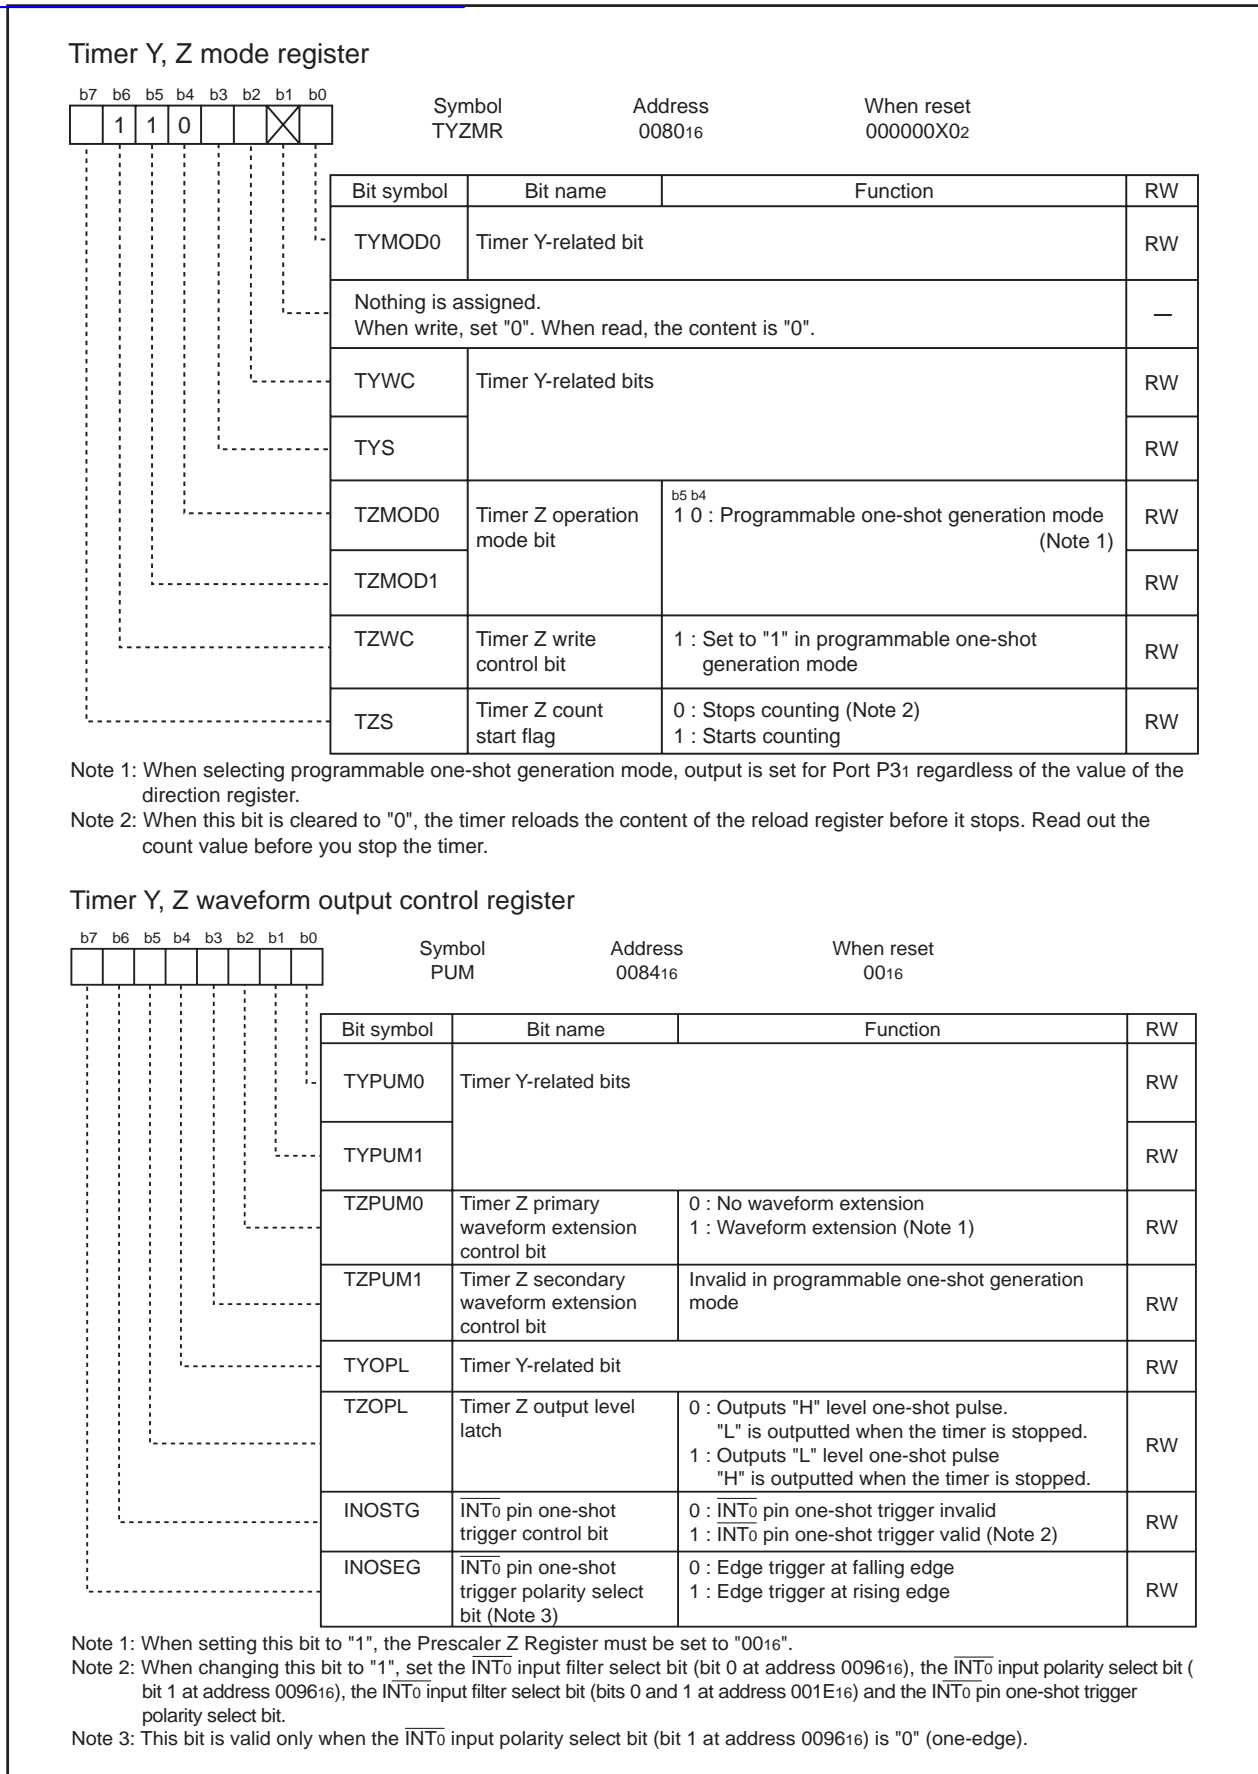 Timer Y, Z mode register
b7 b6 b5 b4 b3 b2 b1 b0
1 1 0
Symbol Address When reset
TYZMR 008016 000000X02
Bit symbol Bit name Function RW
TYMOD0 Timer Y-related bit RW
Nothing is assigned.
When write, set "0". When read, the content is "0". —
TYWC Timer Y-related bits RW
TYS RW
b5 b4
TZMOD0 Timer Z operation 1 0 : Programmable one-shot generation mode RW
mode bit (Note 1)
TZMOD1 RW
TZWC Timer Z write 1 : Set to "1" in programmable one-shot RW
control bit generation mode
TZS Timer Z count 0 : Stops counting (Note 2) RW
start flag 1 : Starts counting
Note 1: When selecting programmable one-shot generation mode, output is set for Port P31 regardless of the value of the
direction register.
Note 2: When this bit is cleared to "0", the timer reloads the content of the reload register before it stops. Read out the
count value before you stop the timer.
Timer Y, Z waveform output control register
b7 b6 b5 b4 b3 b2 b1 b0
Symbol Address When reset
PUM 008416 0016
Bit symbol Bit name Function RW
TYPUM0 Timer Y-related bits RW
TYPUM1 RW
TZPUM0 Timer Z primary 0 : No waveform extension
waveform extension 1 : Waveform extension (Note 1) RW
control bit
TZPUM1 Timer Z secondary Invalid in programmable one-shot generation
waveform extension mode RW
control bit
TYOPL Timer Y-related bit RW
TZOPL Timer Z output level 0 : Outputs "H" level one-shot pulse.
latch "L" is outputted when the timer is stopped.
1 : Outputs "L" level one-shot pulse RW
"H" is outputted when the timer is stopped.
INOSTG INT0 pin one-shot 0 : INT0 pin one-shot trigger invalid
trigger control bit 1 : INT0 pin one-shot trigger valid (Note 2) RW
INOSEG INT0 pin one-shot 0 : Edge trigger at falling edge
trigger polarity select 1 : Edge trigger at rising edge RW
bit (Note 3)
Note 1: When setting this bit to "1", the Prescaler Z Register must be set to "0016".
Note 2: When changing this bit to "1", set the INT0 input filter select bit (bit 0 at address 009616), the INT0 input polarity select bit (
bit 1 at address 009616), the INT0 input filter select bit (bits 0 and 1 at address 001E16) and the INT0 pin one-shot trigger
polarity select bit.
Note 3: This bit is valid only when the INT0 input polarity select bit (bit 1 at address 009616) is "0" (one-edge).